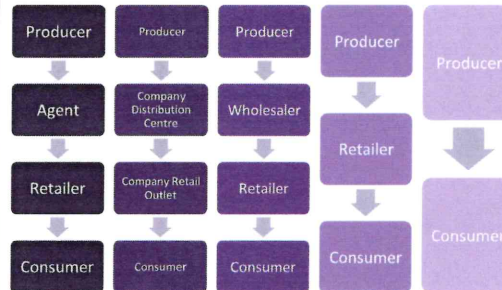 Producer
Agent
Retailer
Consumer
Producer
Company
Distribution
Centre
Company Retail
Outlet
Consumer
Producer
Wholesaler
Retailer
Consumer
Producer
Retailer
Consumer
Producer
Consumer